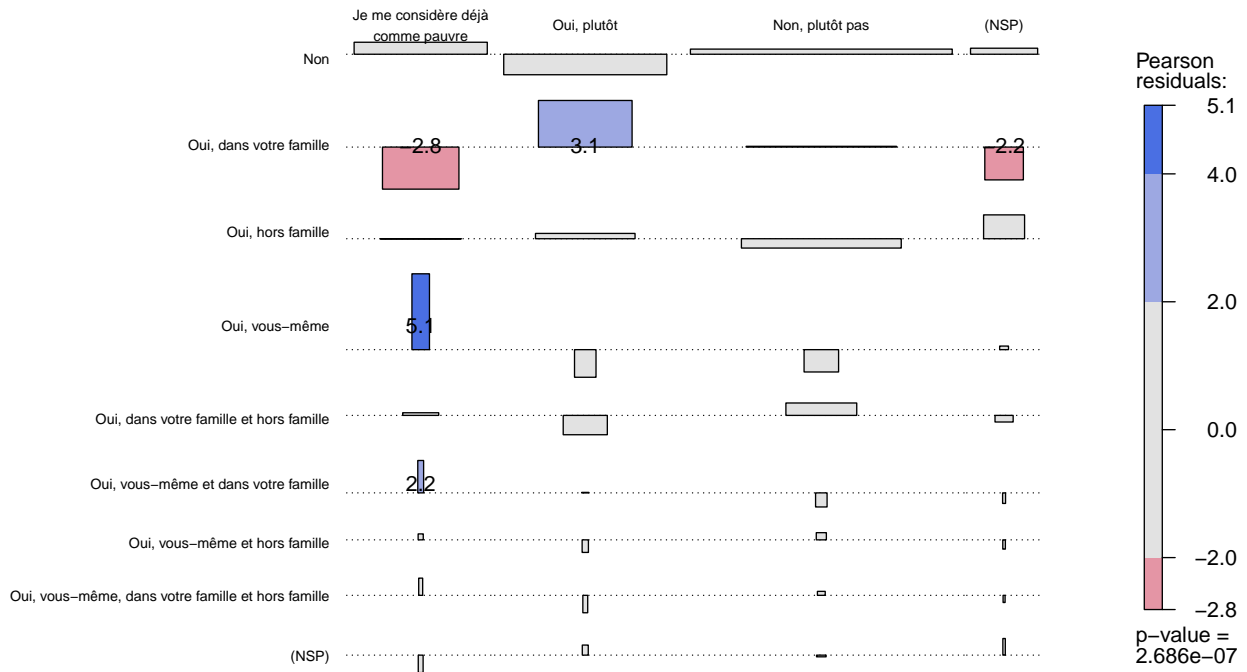 Je me considère déjà
comme pauvre
Oui, plutôt
Non, plutôt pas
(NSP)
Non
Oui, dans votre famille
−2.8
3.1
−2.2
Oui, hors famille
Oui, vous−même
5.1
Oui, dans votre famille et hors famille
Oui, vous−même et dans votre famille
2.2
Oui, vous−même et hors famille
Oui, vous−même, dans votre famille et hors famille
(NSP)
Pearson
residuals:
5.1
4.0
2.0
0.0
−2.0
−2.8
p−value =
2.686e−07